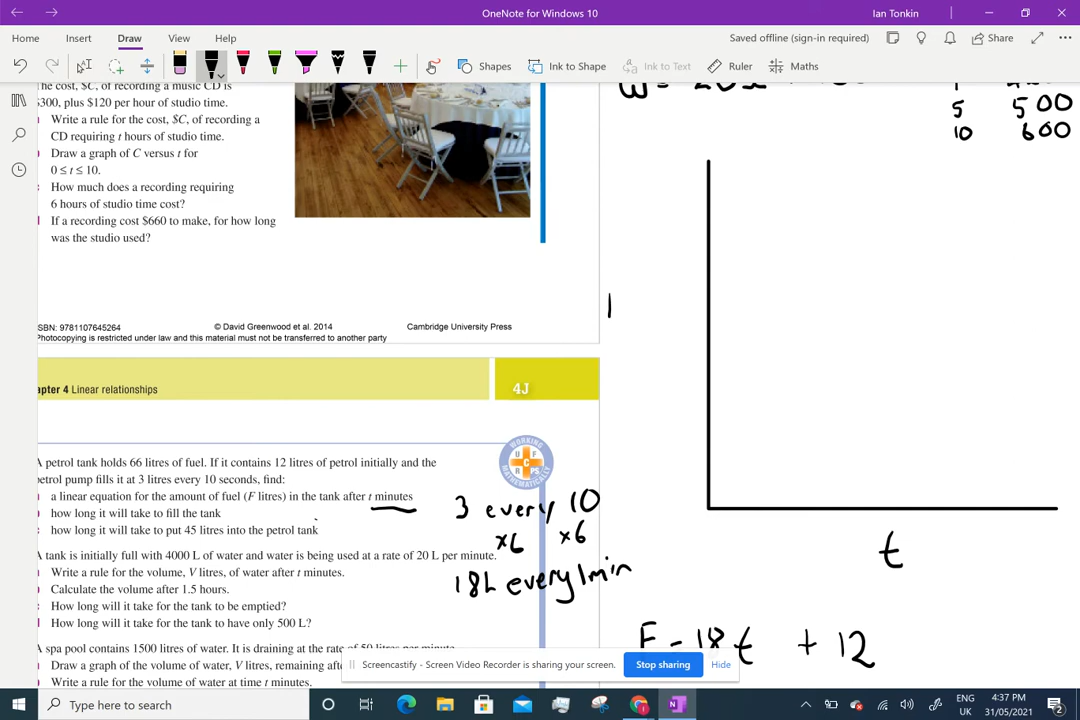 OneNote for Windows 10
Ian Tonkin
Home Insert Draw View Help
Saved offline (sign-in required)
Share
Shapes
Ink to Shape
Ink to Text
Ruler
Maths
The cost, $C, of recording a music CD is
$300, plus $120 per hour of studio time.
Write a rule for the cost, $C, of recording a
CD requiring t hours of studio time.
Draw a graph of C versus t for
0 ≤ t ≤ 10.
How much does a recording requiring
6 hours of studio time cost?
If a recording cost $660 to make, for how long
was the studio used?
5 500
10 600
ISBN: 9781107645264
© David Greenwood et al. 2014
Cambridge University Press
Photocopying is restricted under law and this material must not be transferred to another party
apter 4 Linear relationships
4J
WORKING
U F
C
R PS
MATHEMATICALLY
A petrol tank holds 66 litres of fuel. If it contains 12 litres of petrol initially and the
petrol pump fills it at 3 litres every 10 seconds, find:
a linear equation for the amount of fuel (F litres) in the tank after t minutes
how long it will take to fill the tank
how long it will take to put 45 litres into the petrol tank
3 every 10
×6 ×6
18L every 1min
t
F = 18t + 12
A tank is initially full with 4000 L of water and water is being used at a rate of 20 L per minute.
Write a rule for the volume, V litres, of water after t minutes.
Calculate the volume after 1.5 hours.
How long will it take for the tank to be emptied?
How long will it take for the tank to have only 500 L?
A spa pool contains 1500 litres of water. It is draining at the rate of 50 litres per minute.
Draw a graph of the volume of water, V litres, remaining aft
Write a rule for the volume of water at time t minutes.
Screencastify - Screen Video Recorder is sharing your screen.
Stop sharing
Hide
Type here to search
ENG
UK
4:37 PM
31/05/2021
2